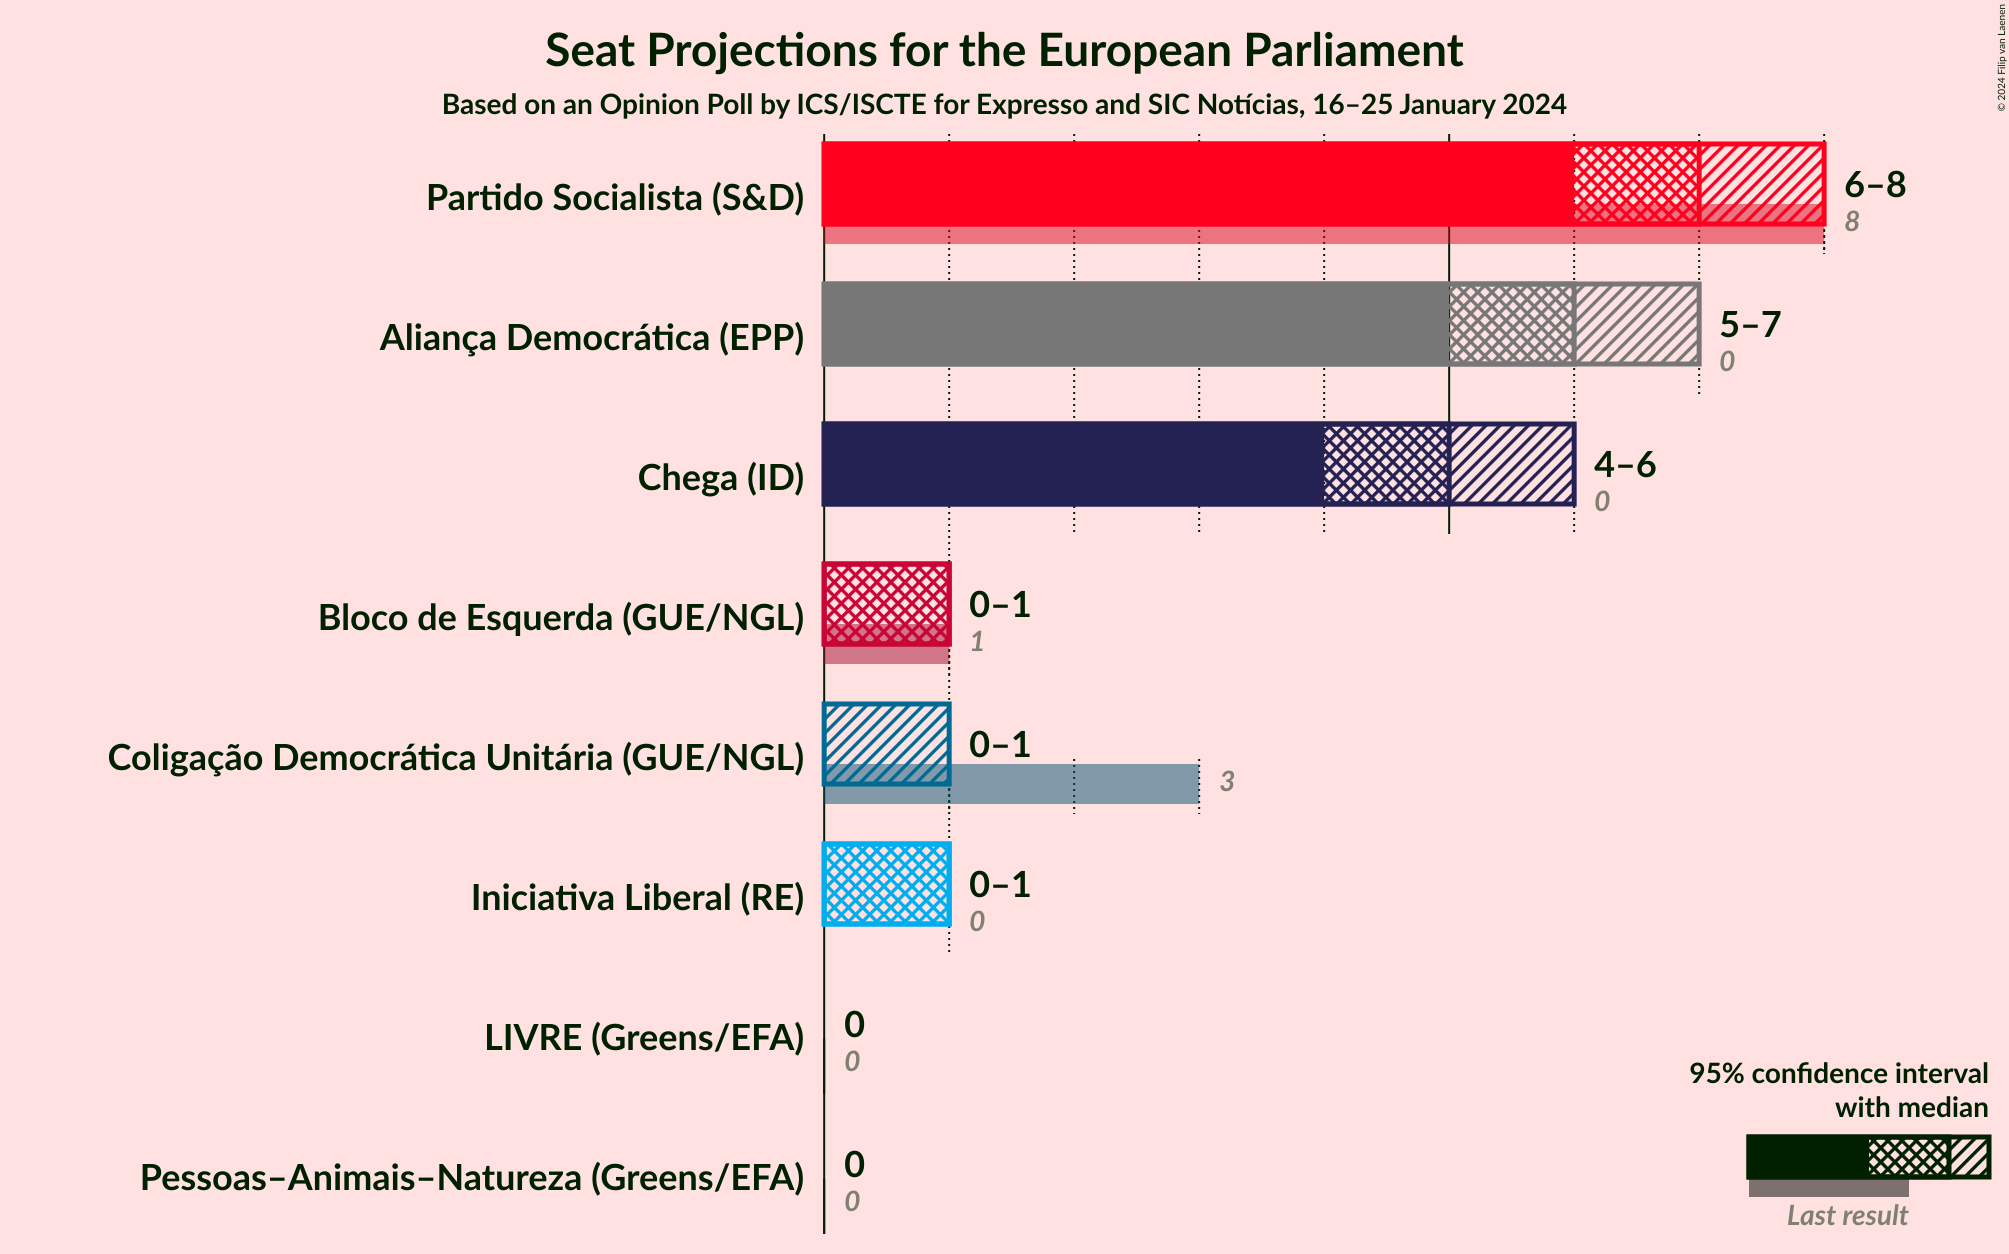 Seat Projections for the European Parliament
Based on an Opinion Poll by ICS/ISCTE for Expresso and SIC Notícias, 16–25 January 2024
© 2024 Filip van Laenen
Partido Socialista (S&D)
6–8
8
Aliança Democrática (EPP)
5–7
0
Chega (ID)
4–6
0
Bloco de Esquerda (GUE/NGL)
0–1
1
Coligação Democrática Unitária (GUE/NGL)
0–1
3
Iniciativa Liberal (RE)
0–1
0
LIVRE (Greens/EFA)
0
0
Pessoas–Animais–Natureza (Greens/EFA)
0
0
95% confidence interval
with median
Last result